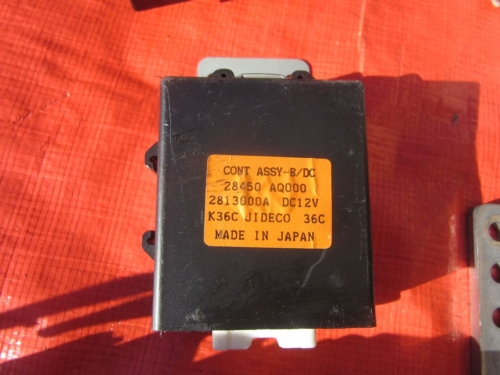 CONT ASSY-B/DC
28450 AQ000
2813000A DC12V
K36C JIDECO 36C
MADE IN JAPAN